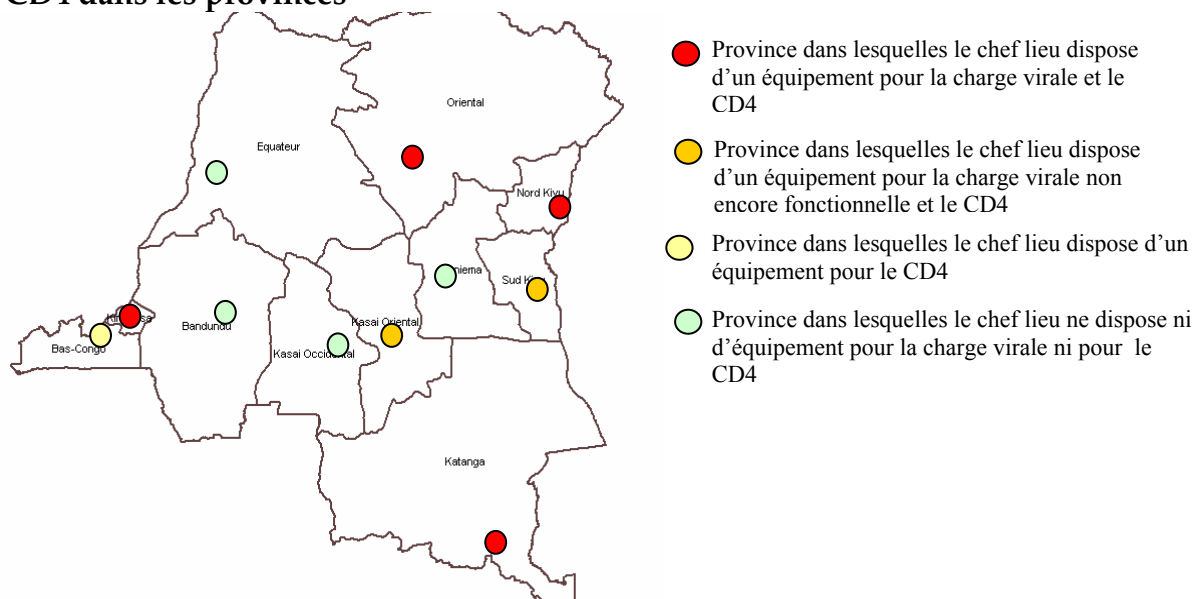 CD4 dans les provinces
Province dans lesquelles le chef lieu dispose
d'un équipement pour la charge virale et le
CD4
Province dans lesquelles le chef lieu dispose
d'un équipement pour la charge virale non
encore fonctionnelle et le CD4
Province dans lesquelles le chef lieu dispose d'un
équipement pour le CD4
Province dans lesquelles le chef lieu ne dispose ni
d'équipement pour la charge virale ni pour le
CD4
Oriental
Equateur
Nord Kivu
Sud
Bandundu
Kasai Oriental
Kasai Occidental
Bas-Congo
Katanga